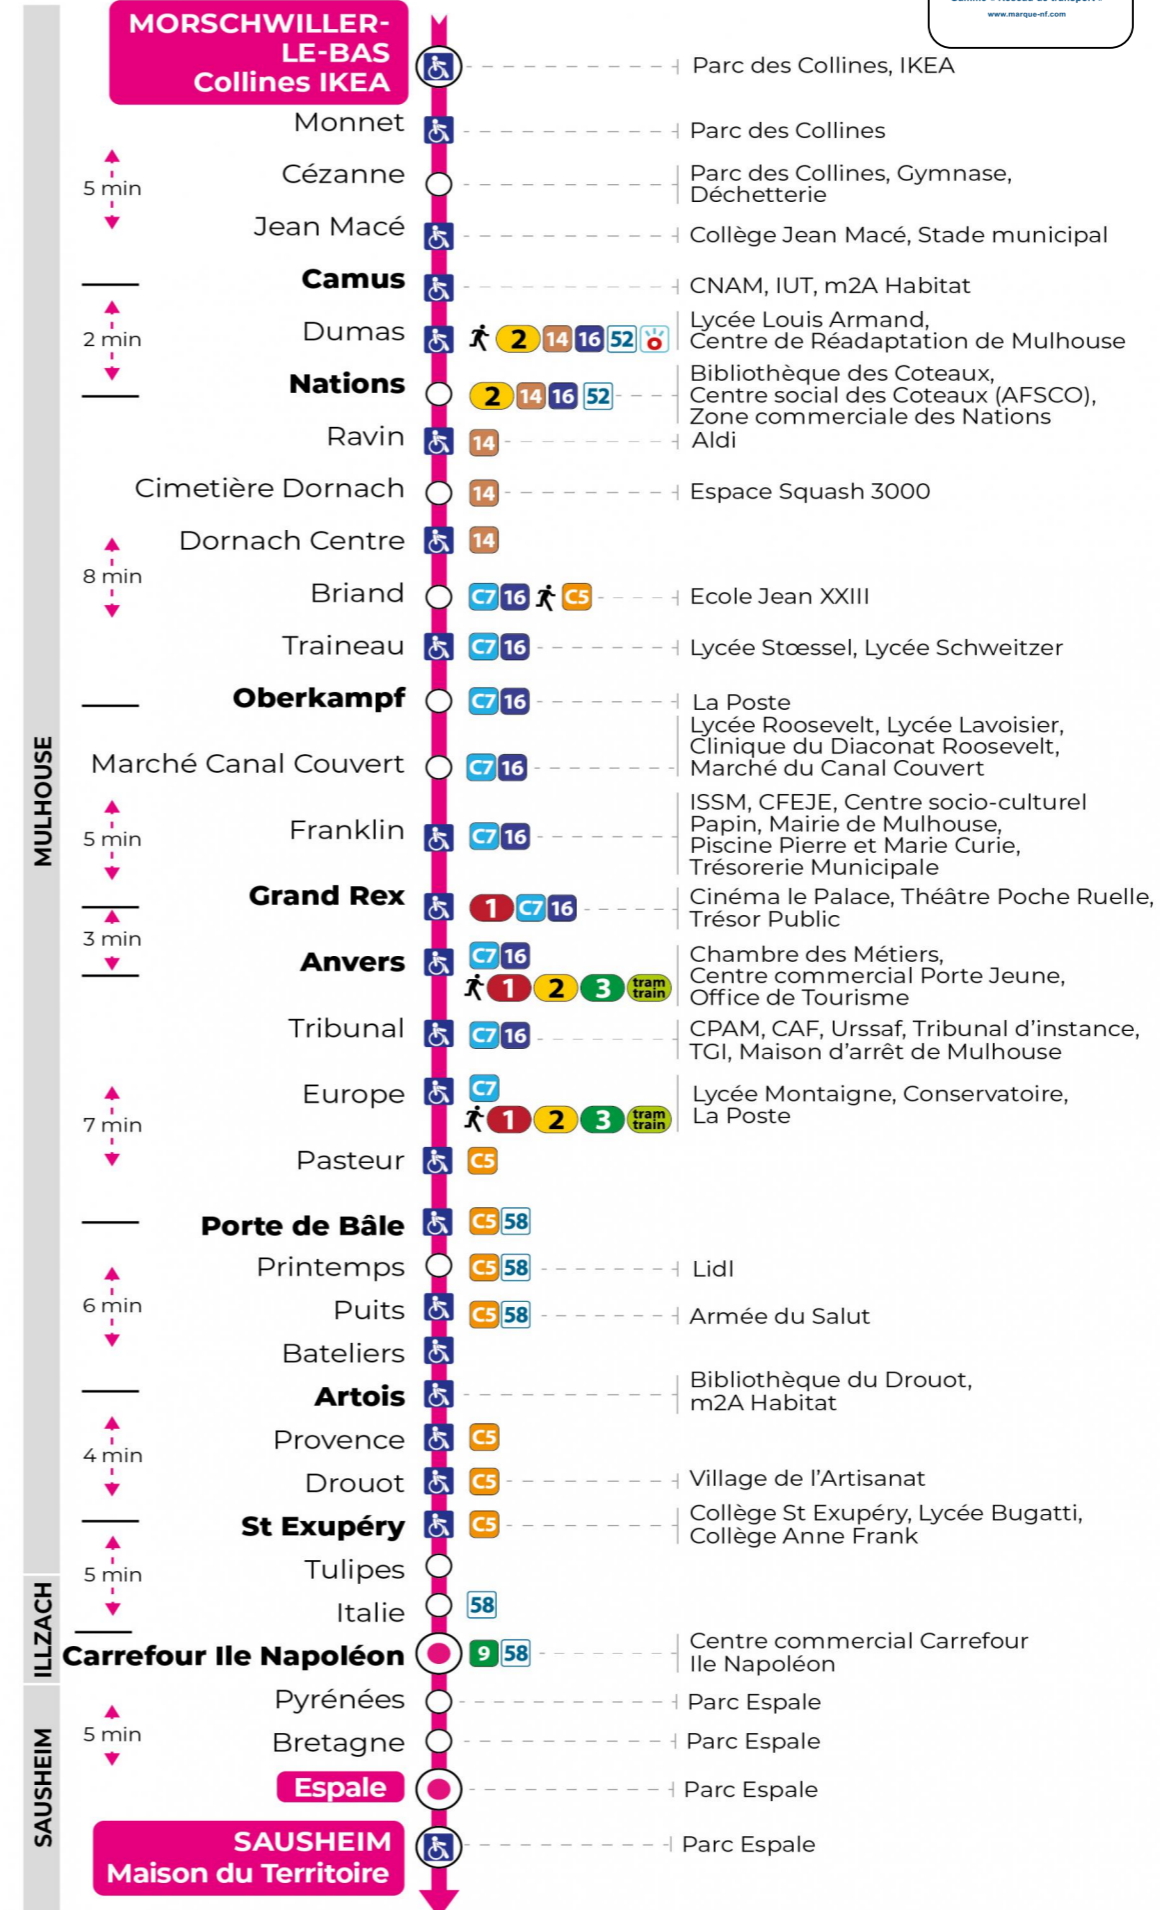 www.marque-nf.com
MORSCHWILLER-
LE-BAS
Collines IKEA
Parc des Collines, IKEA
Monnet
Parc des Collines
5 min
Cézanne
Parc des Collines, Gymnase,
Déchetterie
Jean Macé
Collège Jean Macé, Stade municipal
Camus
CNAM, IUT, m2A Habitat
2 min
Dumas
2 14 16 52
Lycée Louis Armand,
Centre de Réadaptation de Mulhouse
Nations
2 14 16 52
Bibliothèque des Coteaux,
Centre social des Coteaux (AFSCO),
Zone commerciale des Nations
Ravin
14
Aldi
Cimetière Dornach
14
Espace Squash 3000
Dornach Centre
14
8 min
Briand
C7 16 C5
Ecole Jean XXIII
Traineau
C7 16
Lycée Stœssel, Lycée Schweitzer
Oberkampf
C7 16
La Poste
MULHOUSE
Marché Canal Couvert
C7 16
Lycée Roosevelt, Lycée Lavoisier,
Clinique du Diaconat Roosevelt,
Marché du Canal Couvert
5 min
Franklin
C7 16
ISSM, CFEJE, Centre socio-culturel
Papin, Mairie de Mulhouse,
Piscine Pierre et Marie Curie,
Trésorerie Municipale
Grand Rex
1 C7 16
Cinéma le Palace, Théâtre Poche Ruelle,
Trésor Public
3 min
Anvers
C7 16
1 2 3 tram train
Chambre des Métiers,
Centre commercial Porte Jeune,
Office de Tourisme
Tribunal
C7 16
CPAM, CAF, Urssaf, Tribunal d'instance,
TGI, Maison d'arrêt de Mulhouse
7 min
Europe
C7
1 2 3 tram train
Lycée Montaigne, Conservatoire,
La Poste
Pasteur
C5
Porte de Bâle
C5 58
Printemps
C5 58
Lidl
6 min
Puits
C5 58
Armée du Salut
Bateliers
Artois
Bibliothèque du Drouot,
m2A Habitat
Provence
C5
4 min
Drouot
C5
Village de l'Artisanat
St Exupéry
C5
Collège St Exupéry, Lycée Bugatti,
Collège Anne Frank
5 min
Tulipes
ILLZACH
Italie
58
Carrefour Ile Napoléon
9 58
Centre commercial Carrefour
Ile Napoléon
SAUSHEIM
Pyrénées
Parc Espale
5 min
Bretagne
Parc Espale
Espale
Parc Espale
SAUSHEIM
Maison du Territoire
Parc Espale